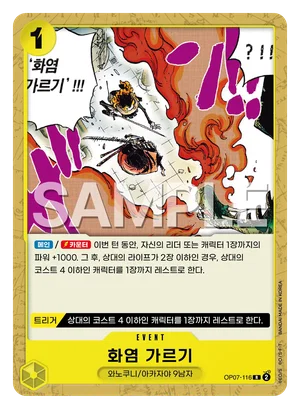 1
'화염
가르기' !!!
?!!
SAMPLE
메인 / 카운터 이번 턴 동안, 자신의 리더 또는 캐릭터 1장까지의
파워 +1000. 그 후, 상대의 라이프가 2장 이하인 경우, 상대의
코스트 4 이하인 캐릭터를 1장까지 레스트로 한다.
트리거 상대의 코스트 4 이하인 캐릭터를 1장까지 레스트로 한다.
EVENT
화염 가르기
와노쿠니/아카자야 9남자
OP07-116 R 2